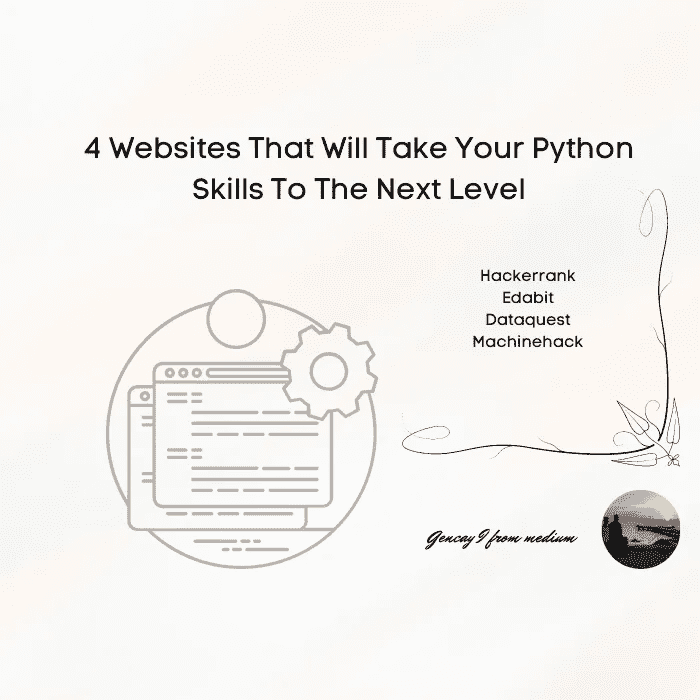 4 Websites That Will Take Your Python
Skills To The Next Level
Hackerrank
Edabit
Dataquest
Machinehack
Gencay I from medium